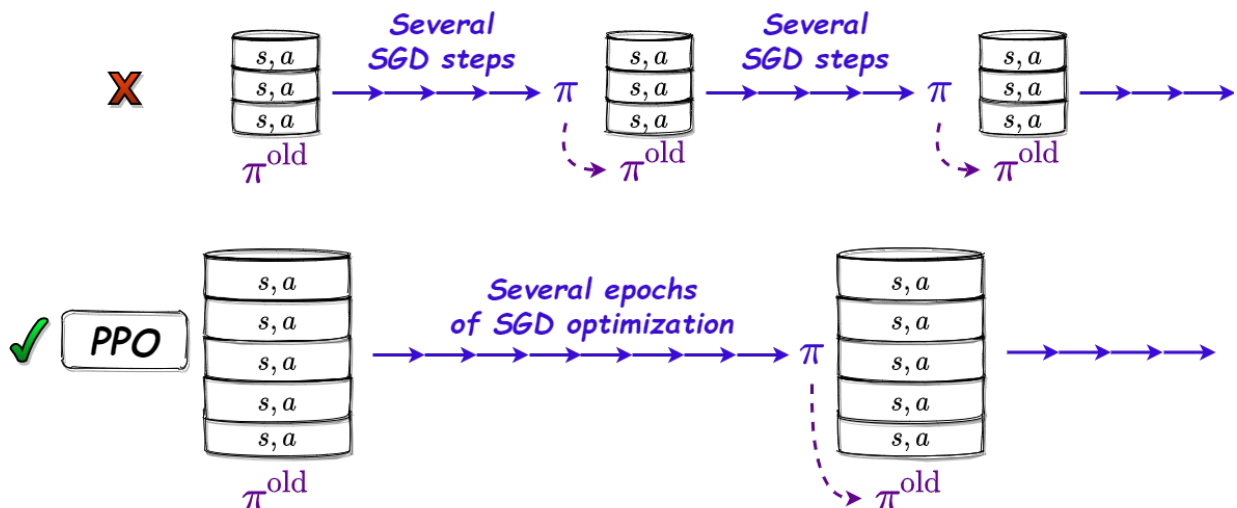 Several
SGD steps
Several
SGD steps
X
s, a
s, a
s, a
π
s, a
s, a
s, a
π
s, a
s, a
s, a
π^old
π^old
π^old
PPO
s, a
s, a
s, a
s, a
s, a
Several epochs
of SGD optimization
π
s, a
s, a
s, a
s, a
s, a
π^old
π^old